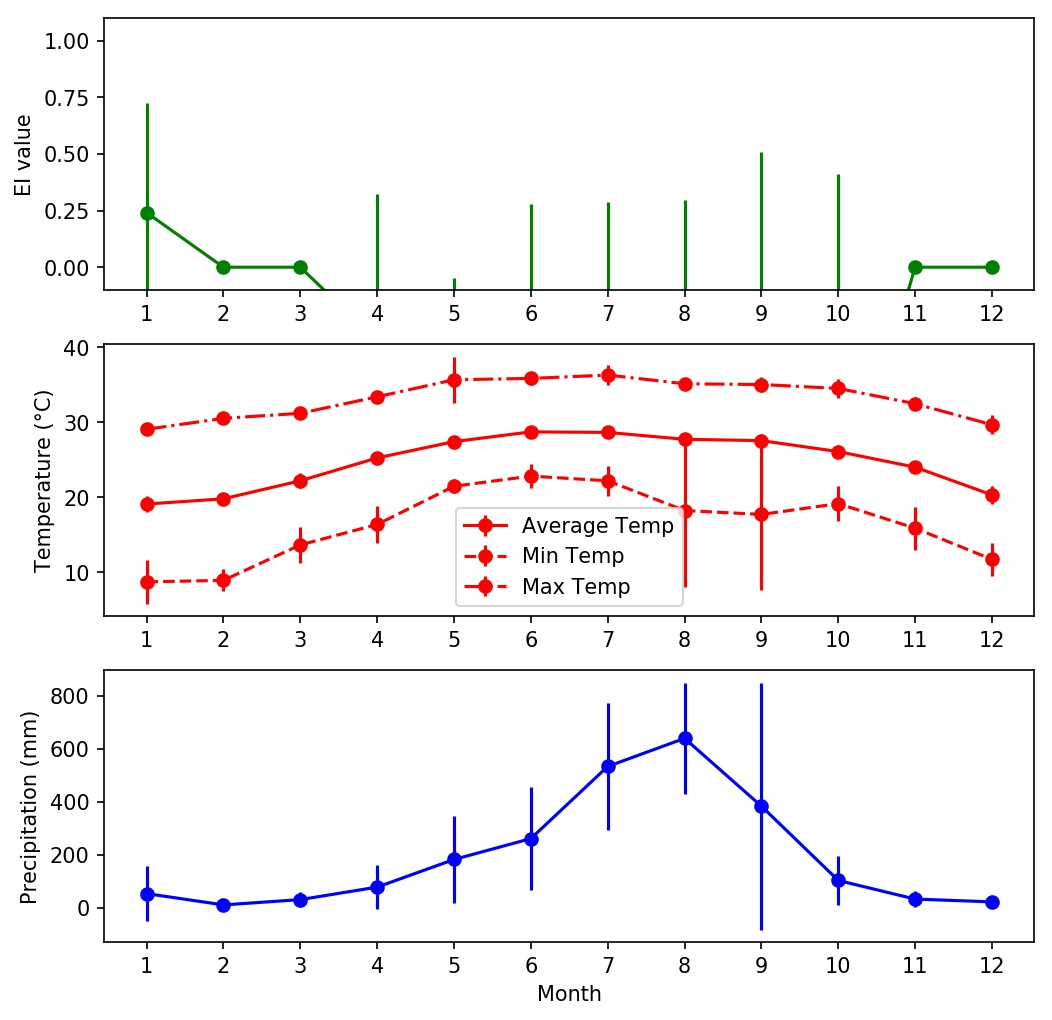 1.00
0.75
0.50
0.25
0.00
EI value
1 2 3 4 5 6 7 8 9 10 11 12
40
30
20
10
Temperature (°C)
Average Temp
Min Temp
Max Temp
1 2 3 4 5 6 7 8 9 10 11 12
800
600
400
200
0
Precipitation (mm)
1 2 3 4 5 6 7 8 9 10 11 12
Month